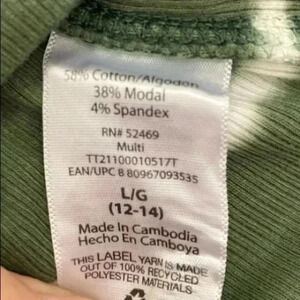 58% Cotton/Algodon
38% Modal
4% Spandex
RN# 52469
Multi
TT21100010517T
EAN/UPC 8 8096709353S
L/G
(12-14)
Made In Cambodia
Hecho En Camboya
THIS LABEL YARN IS MADE
OUT OF 100% RECYCLED
POLYESTER MATERIALS